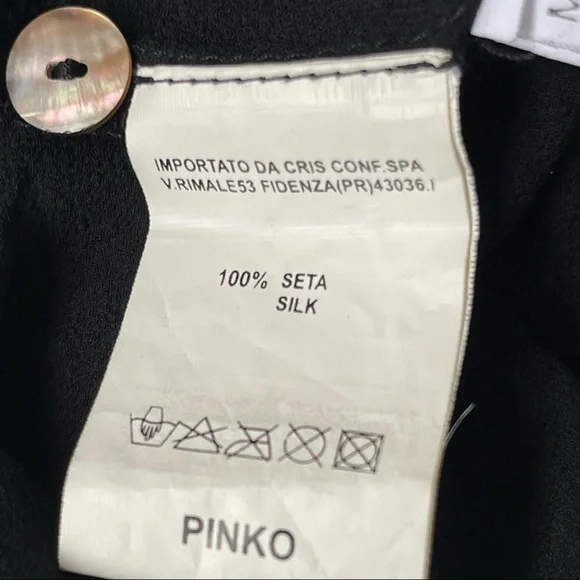 IMPORTATO DA CRIS CONF.SPA
V.RIMALE53 FIDENZA(PR)43036.I
100% SETA
SILK
PINKO